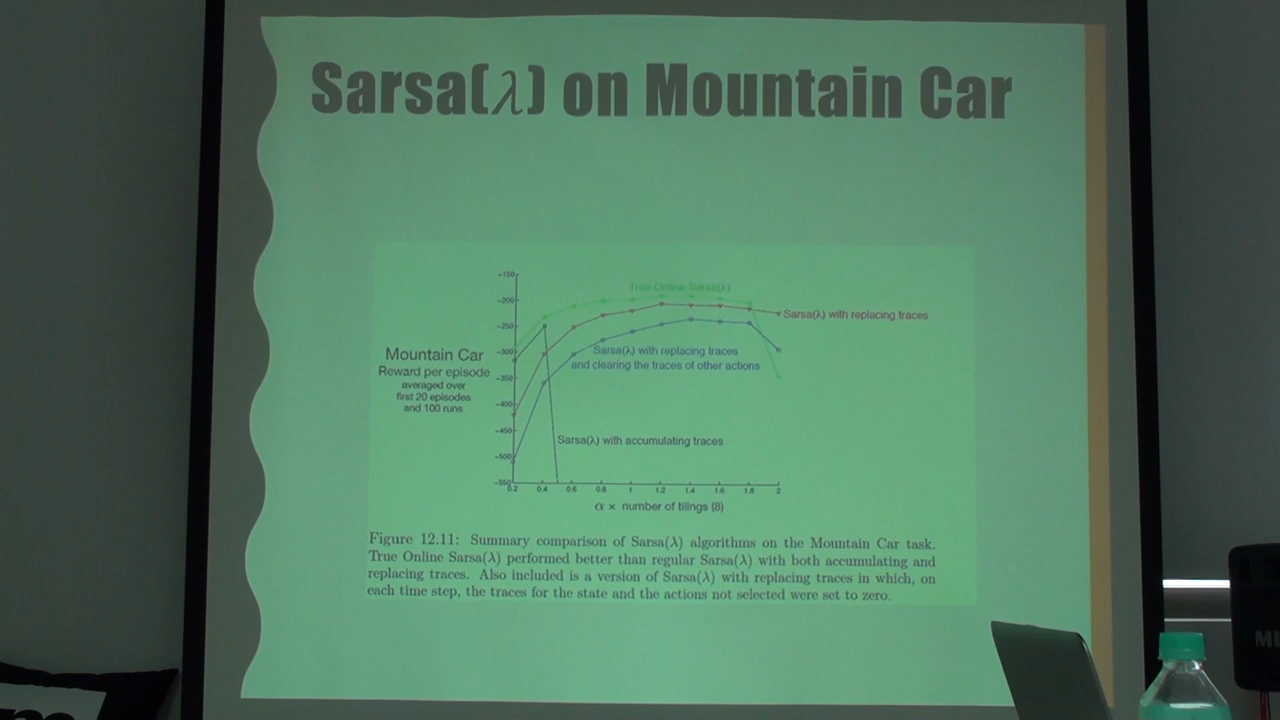 Sarsa(λ) on Mountain Car
-150
-200
-250
-300
-350
-400
-450
-500
-550
0.2 0.4 0.6 0.8 1 1.2 1.4 1.6 1.8 2
Mountain Car
Reward per episode
averaged over
first 20 episodes
and 100 runs
True Online Sarsa(λ)
Sarsa(λ) with replacing traces
Sarsa(λ) with replacing traces
and clearing the traces of other actions
Sarsa(λ) with accumulating traces
α × number of tilings (8)
Figure 12.11: Summary comparison of Sarsa(λ) algorithms on the Mountain Car task.
True Online Sarsa(λ) performed better than regular Sarsa(λ) with both accumulating and
replacing traces. Also included is a version of Sarsa(λ) with replacing traces in which, on
each time step, the traces for the state and the actions not selected were set to zero.